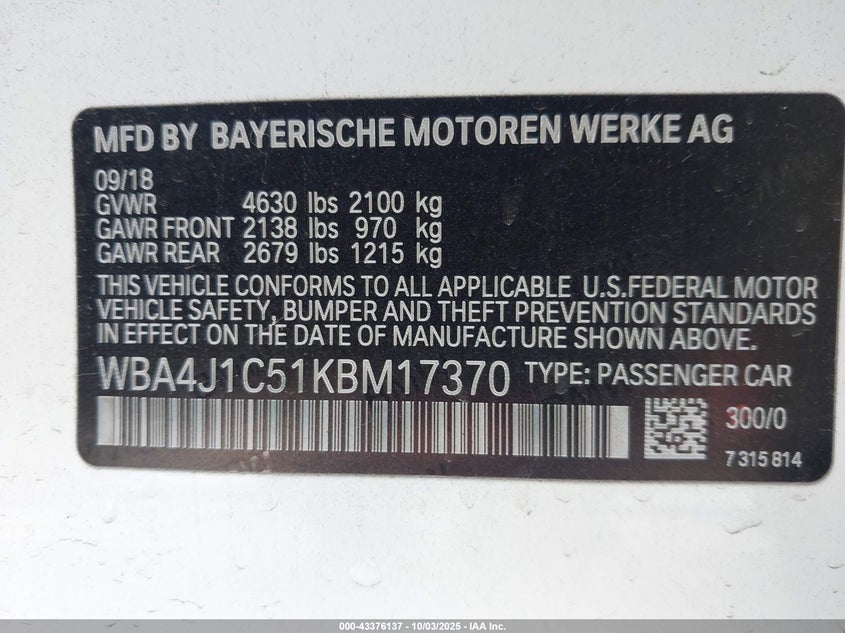 MFD BY BAYERISCHE MOTOREN WERKE AG
09/18
GVWR 4630 lbs 2100 kg
GAWR FRONT 2138 lbs 970 kg
GAWR REAR 2679 lbs 1215 kg
THIS VEHICLE CONFORMS TO ALL APPLICABLE U.S.FEDERAL MOTOR
VEHICLE SAFETY, BUMPER AND THEFT PREVENTION STANDARDS
IN EFFECT ON THE DATE OF MANUFACTURE SHOWN ABOVE.
WBA4J1C51KBM17370 TYPE: PASSENGER CAR
300/0
7 315 814
000-43376137 - 10/03/2025 - IAA Inc.